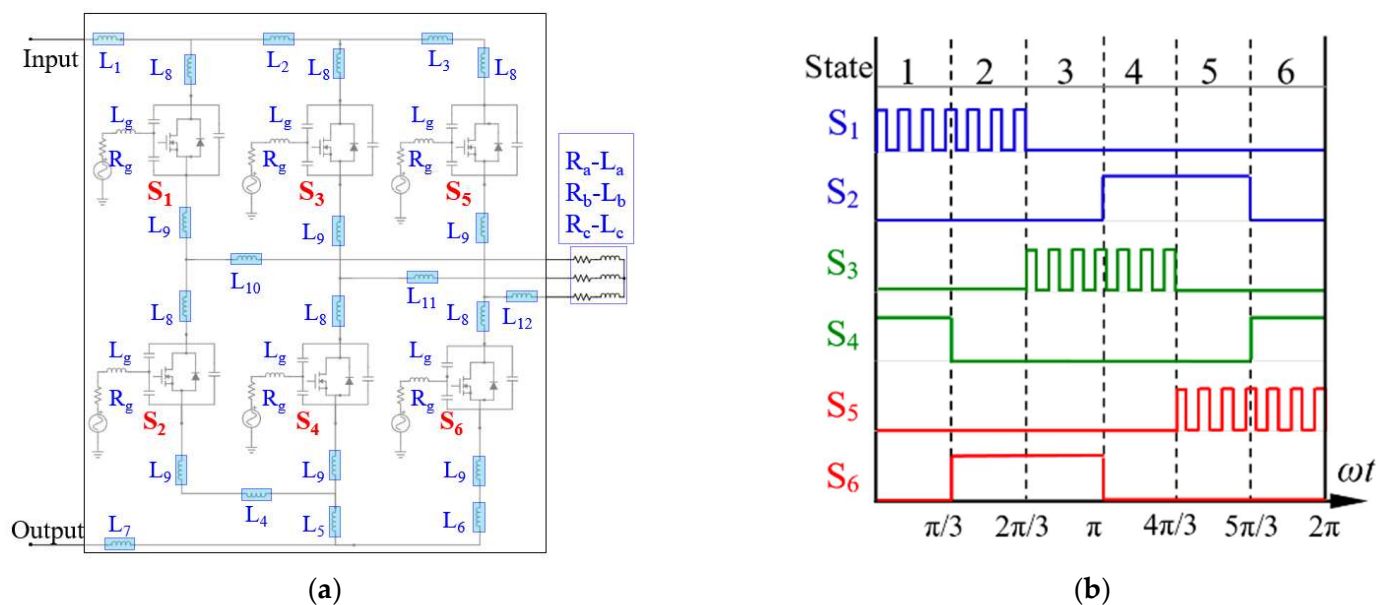 Input
L1 L2 L3
L8 L8 L8
Lg Lg Lg
Rg Rg Rg
S1 S3 S5
L9 L9 L9
Ra-La
Rb-Lb
Rc-Lc
L10 L11 L12
L8 L8 L8
Lg Lg Lg
Rg Rg Rg
S2 S4 S6
L9 L9 L9
L4 L5 L6
Output
L7
(a)
State 1 2 3 4 5 6
S1
S2
S3
S4
S5
S6
ωt
π/3 2π/3 π 4π/3 5π/3 2π
(b)